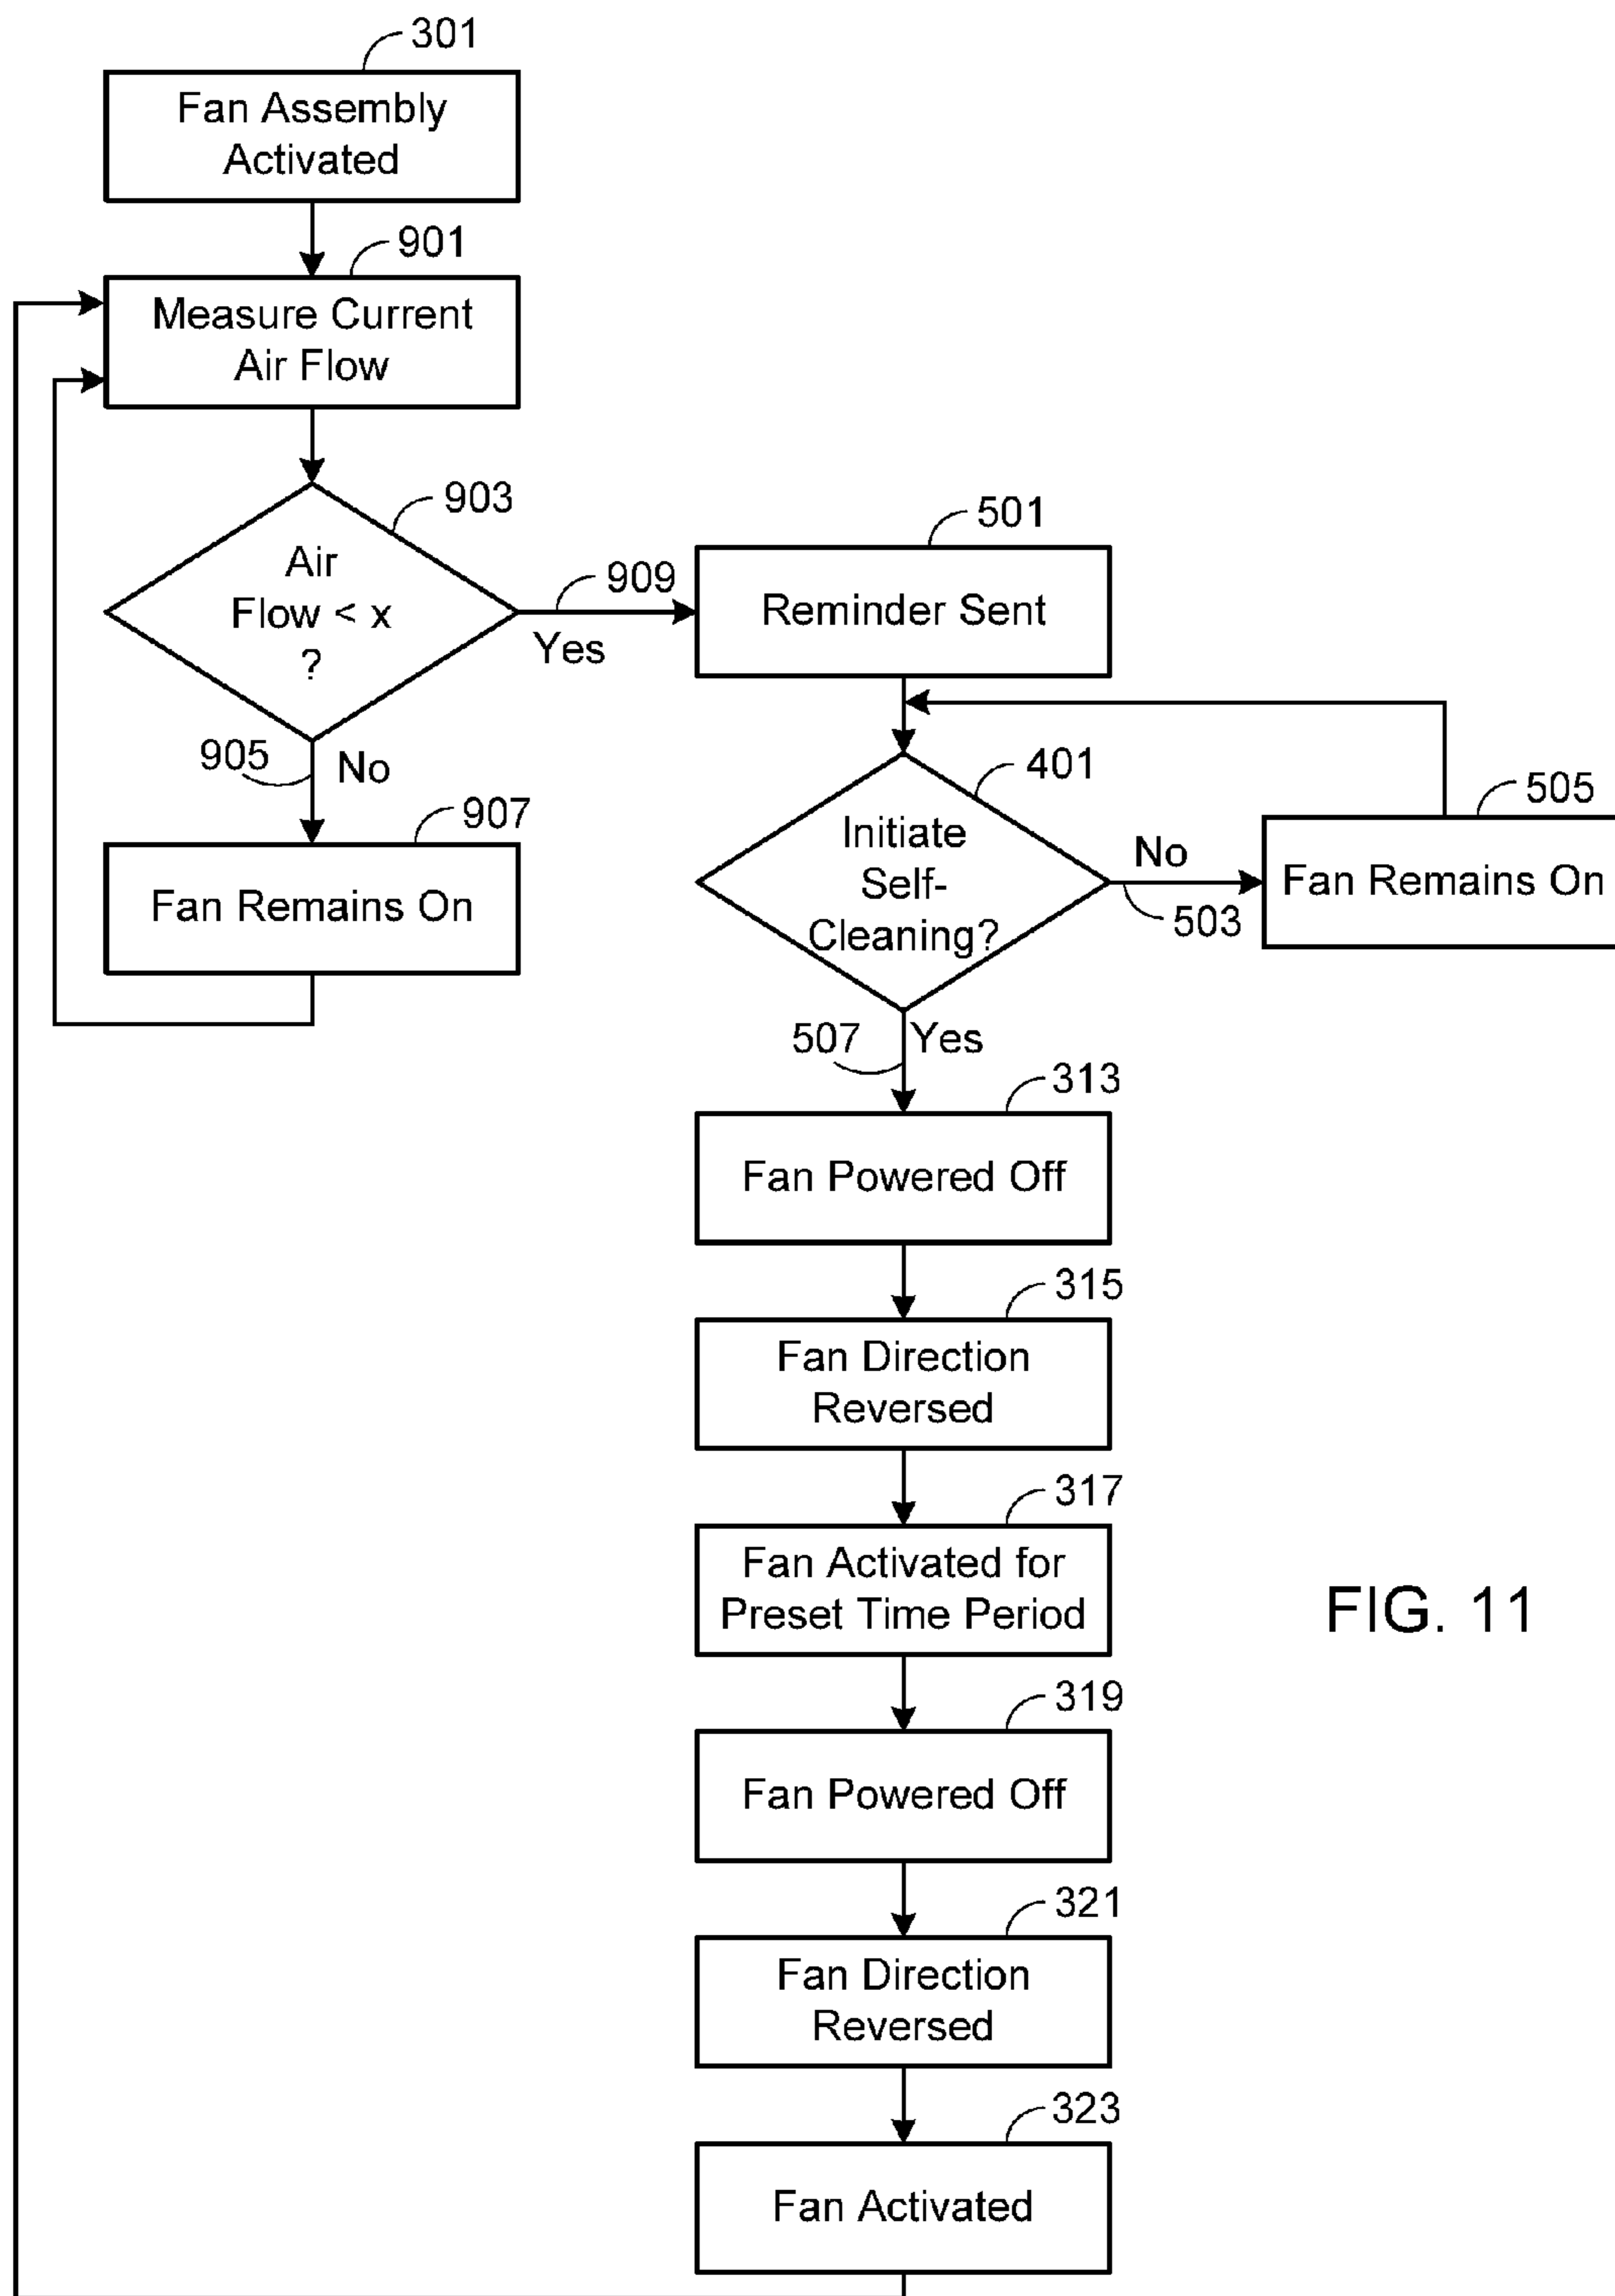 301
Fan Assembly
Activated
901
Measure Current
Air Flow
903
Air
Flow < x
?
909
Yes
905
No
907
Fan Remains On
501
Reminder Sent
401
Initiate
Self-
Cleaning?
No
503
505
Fan Remains On
507
Yes
313
Fan Powered Off
315
Fan Direction
Reversed
317
Fan Activated for
Preset Time Period
319
Fan Powered Off
321
Fan Direction
Reversed
323
Fan Activated
FIG. 11